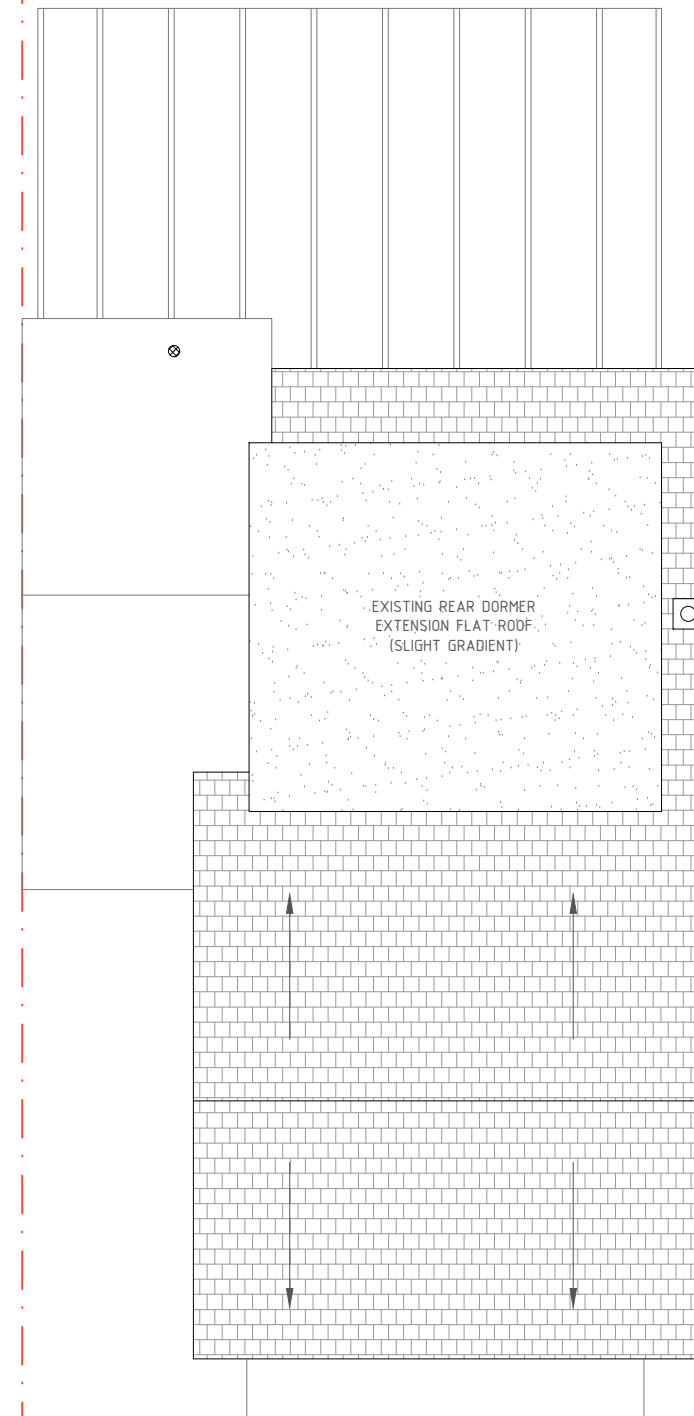 EXISTING REAR DORMER
EXTENSION FLAT ROOF
(SLIGHT GRADIENT)